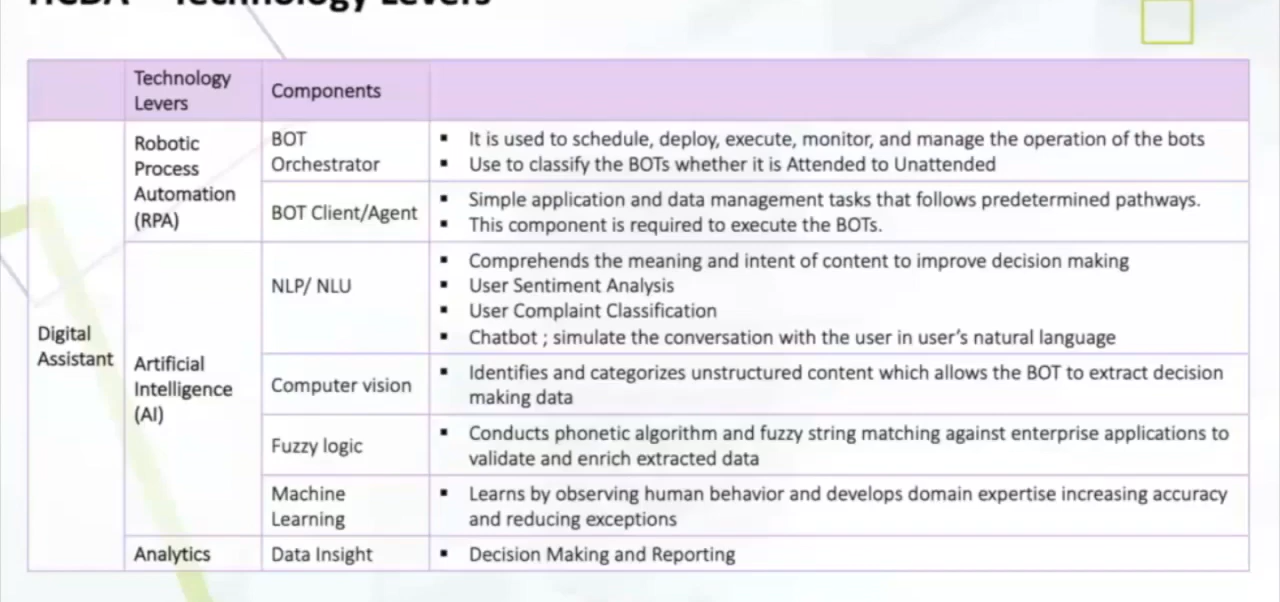 Technology Levers
Technology
Levers
Components
Digital
Assistant
Robotic
Process
Automation
(RPA)
BOT
Orchestrator
▪ It is used to schedule, deploy, execute, monitor, and manage the operation of the bots
▪ Use to classify the BOTs whether it is Attended to Unattended
BOT Client/Agent
▪ Simple application and data management tasks that follows predetermined pathways.
▪ This component is required to execute the BOTs.
Artificial
Intelligence
(AI)
NLP/ NLU
▪ Comprehends the meaning and intent of content to improve decision making
▪ User Sentiment Analysis
▪ User Complaint Classification
▪ Chatbot ; simulate the conversation with the user in user's natural language
Computer vision
▪ Identifies and categorizes unstructured content which allows the BOT to extract decision
making data
Fuzzy logic
▪ Conducts phonetic algorithm and fuzzy string matching against enterprise applications to
validate and enrich extracted data
Machine
Learning
▪ Learns by observing human behavior and develops domain expertise increasing accuracy
and reducing exceptions
Analytics
Data Insight
▪ Decision Making and Reporting